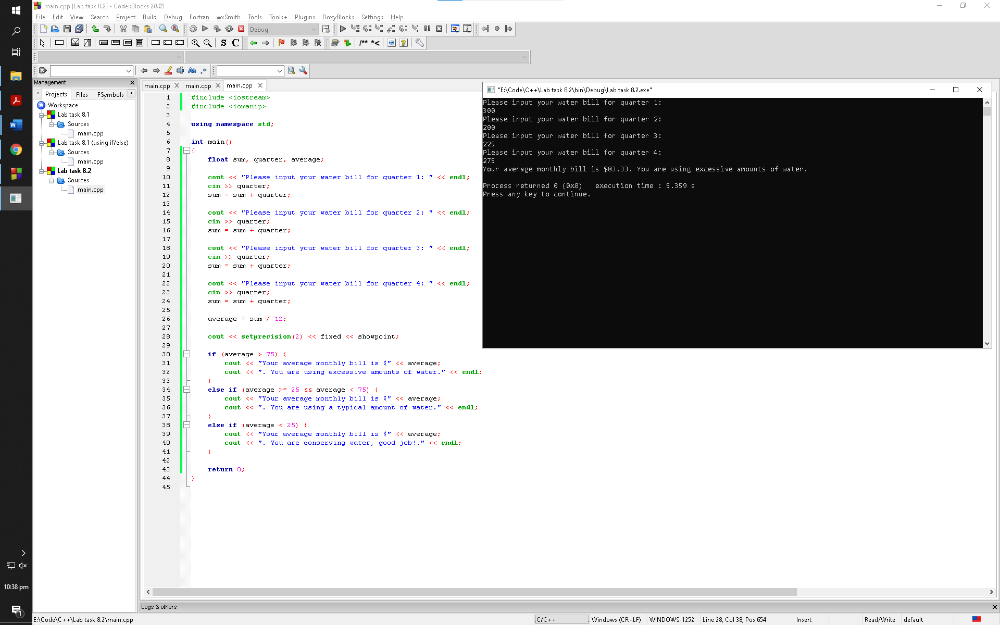 main.cpp [Lab task 8.2] - Code::Blocks 20.03
File Edit View Search Project Build Debug Fortran wxSmith Tools Tools+ Plugins DoxyBlocks Settings Help
Debug
S C
/** *<
Aa .*
Management
Projects Files FSymbols
Workspace
Lab task 8.1
Sources
main.cpp
Lab task 8.1 (using if/else)
Sources
main.cpp
Lab task 8.2
Sources
main.cpp
main.cpp main.cpp main.cpp
1 #include <iostream>
2 #include <iomanip>
3
4 using namespace std;
5
6 int main()
7 {
8 float sum, quarter, average;
9
10 cout << "Please input your water bill for quarter 1: " << endl;
11 cin >> quarter;
12 sum = sum + quarter;
13
14 cout << "Please input your water bill for quarter 2: " << endl;
15 cin >> quarter;
16 sum = sum + quarter;
17
18 cout << "Please input your water bill for quarter 3: " << endl;
19 cin >> quarter;
20 sum = sum + quarter;
21
22 cout << "Please input your water bill for quarter 4: " << endl;
23 cin >> quarter;
24 sum = sum + quarter;
25
26 average = sum / 12;
27
28 cout << setprecision(2) << fixed << showpoint;
29
30 if (average > 75) {
31 cout << "Your average monthly bill is $" << average;
32 cout << ". You are using excessive amounts of water." << endl;
33 }
34 else if (average >= 25 && average < 75) {
35 cout << "Your average monthly bill is $" << average;
36 cout << ". You are using a typical amount of water." << endl;
37 }
38 else if (average < 25) {
39 cout << "Your average monthly bill is $" << average;
40 cout << ". You are conserving water, good job!." << endl;
41 }
42
43 return 0;
44 }
45
"E:\Code\C++\Lab task 8.2\bin\Debug\Lab task 8.2.exe"
Please input your water bill for quarter 1:
300
Please input your water bill for quarter 2:
200
Please input your water bill for quarter 3:
225
Please input your water bill for quarter 4:
275
Your average monthly bill is $83.33. You are using excessive amounts of water.
Process returned 0 (0x0)   execution time : 5.359 s
Press any key to continue.
Logs & others
10:38 pm
1
E:\Code\C++\Lab task 8.2\main.cpp C/C++ Windows (CR+LF) WINDOWS-1252 Line 28, Col 38, Pos 654 Insert Read/Write default